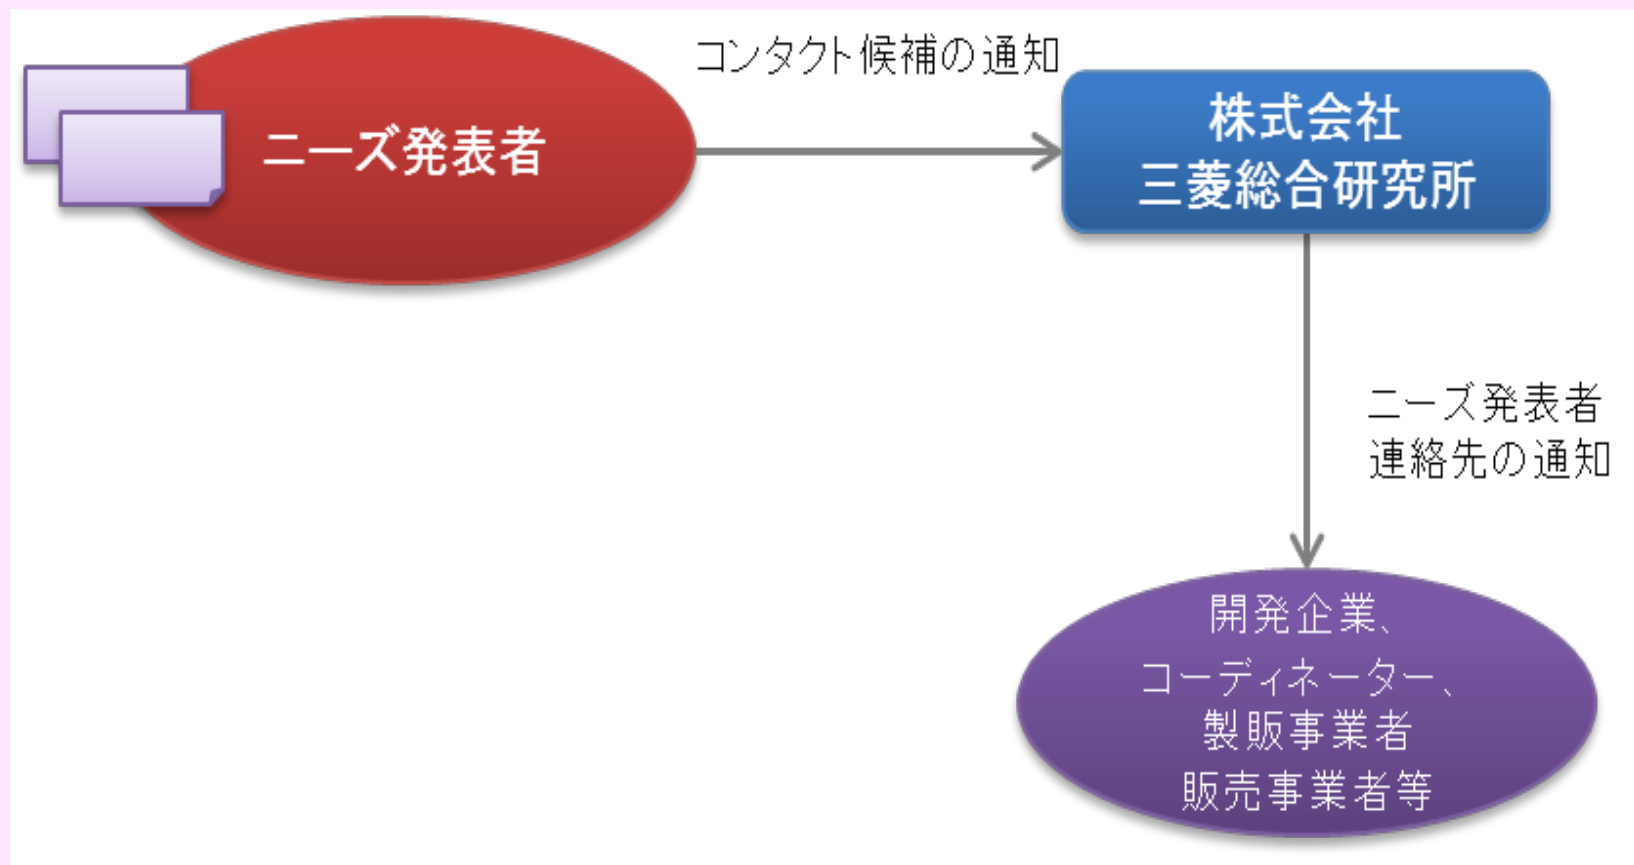 コンタクト候補の通知
ニーズ発表者
株式会社
三菱総合研究所
ニーズ発表者
連絡先の通知
開発企業、
コーディネーター、
製販事業者
販売事業者等